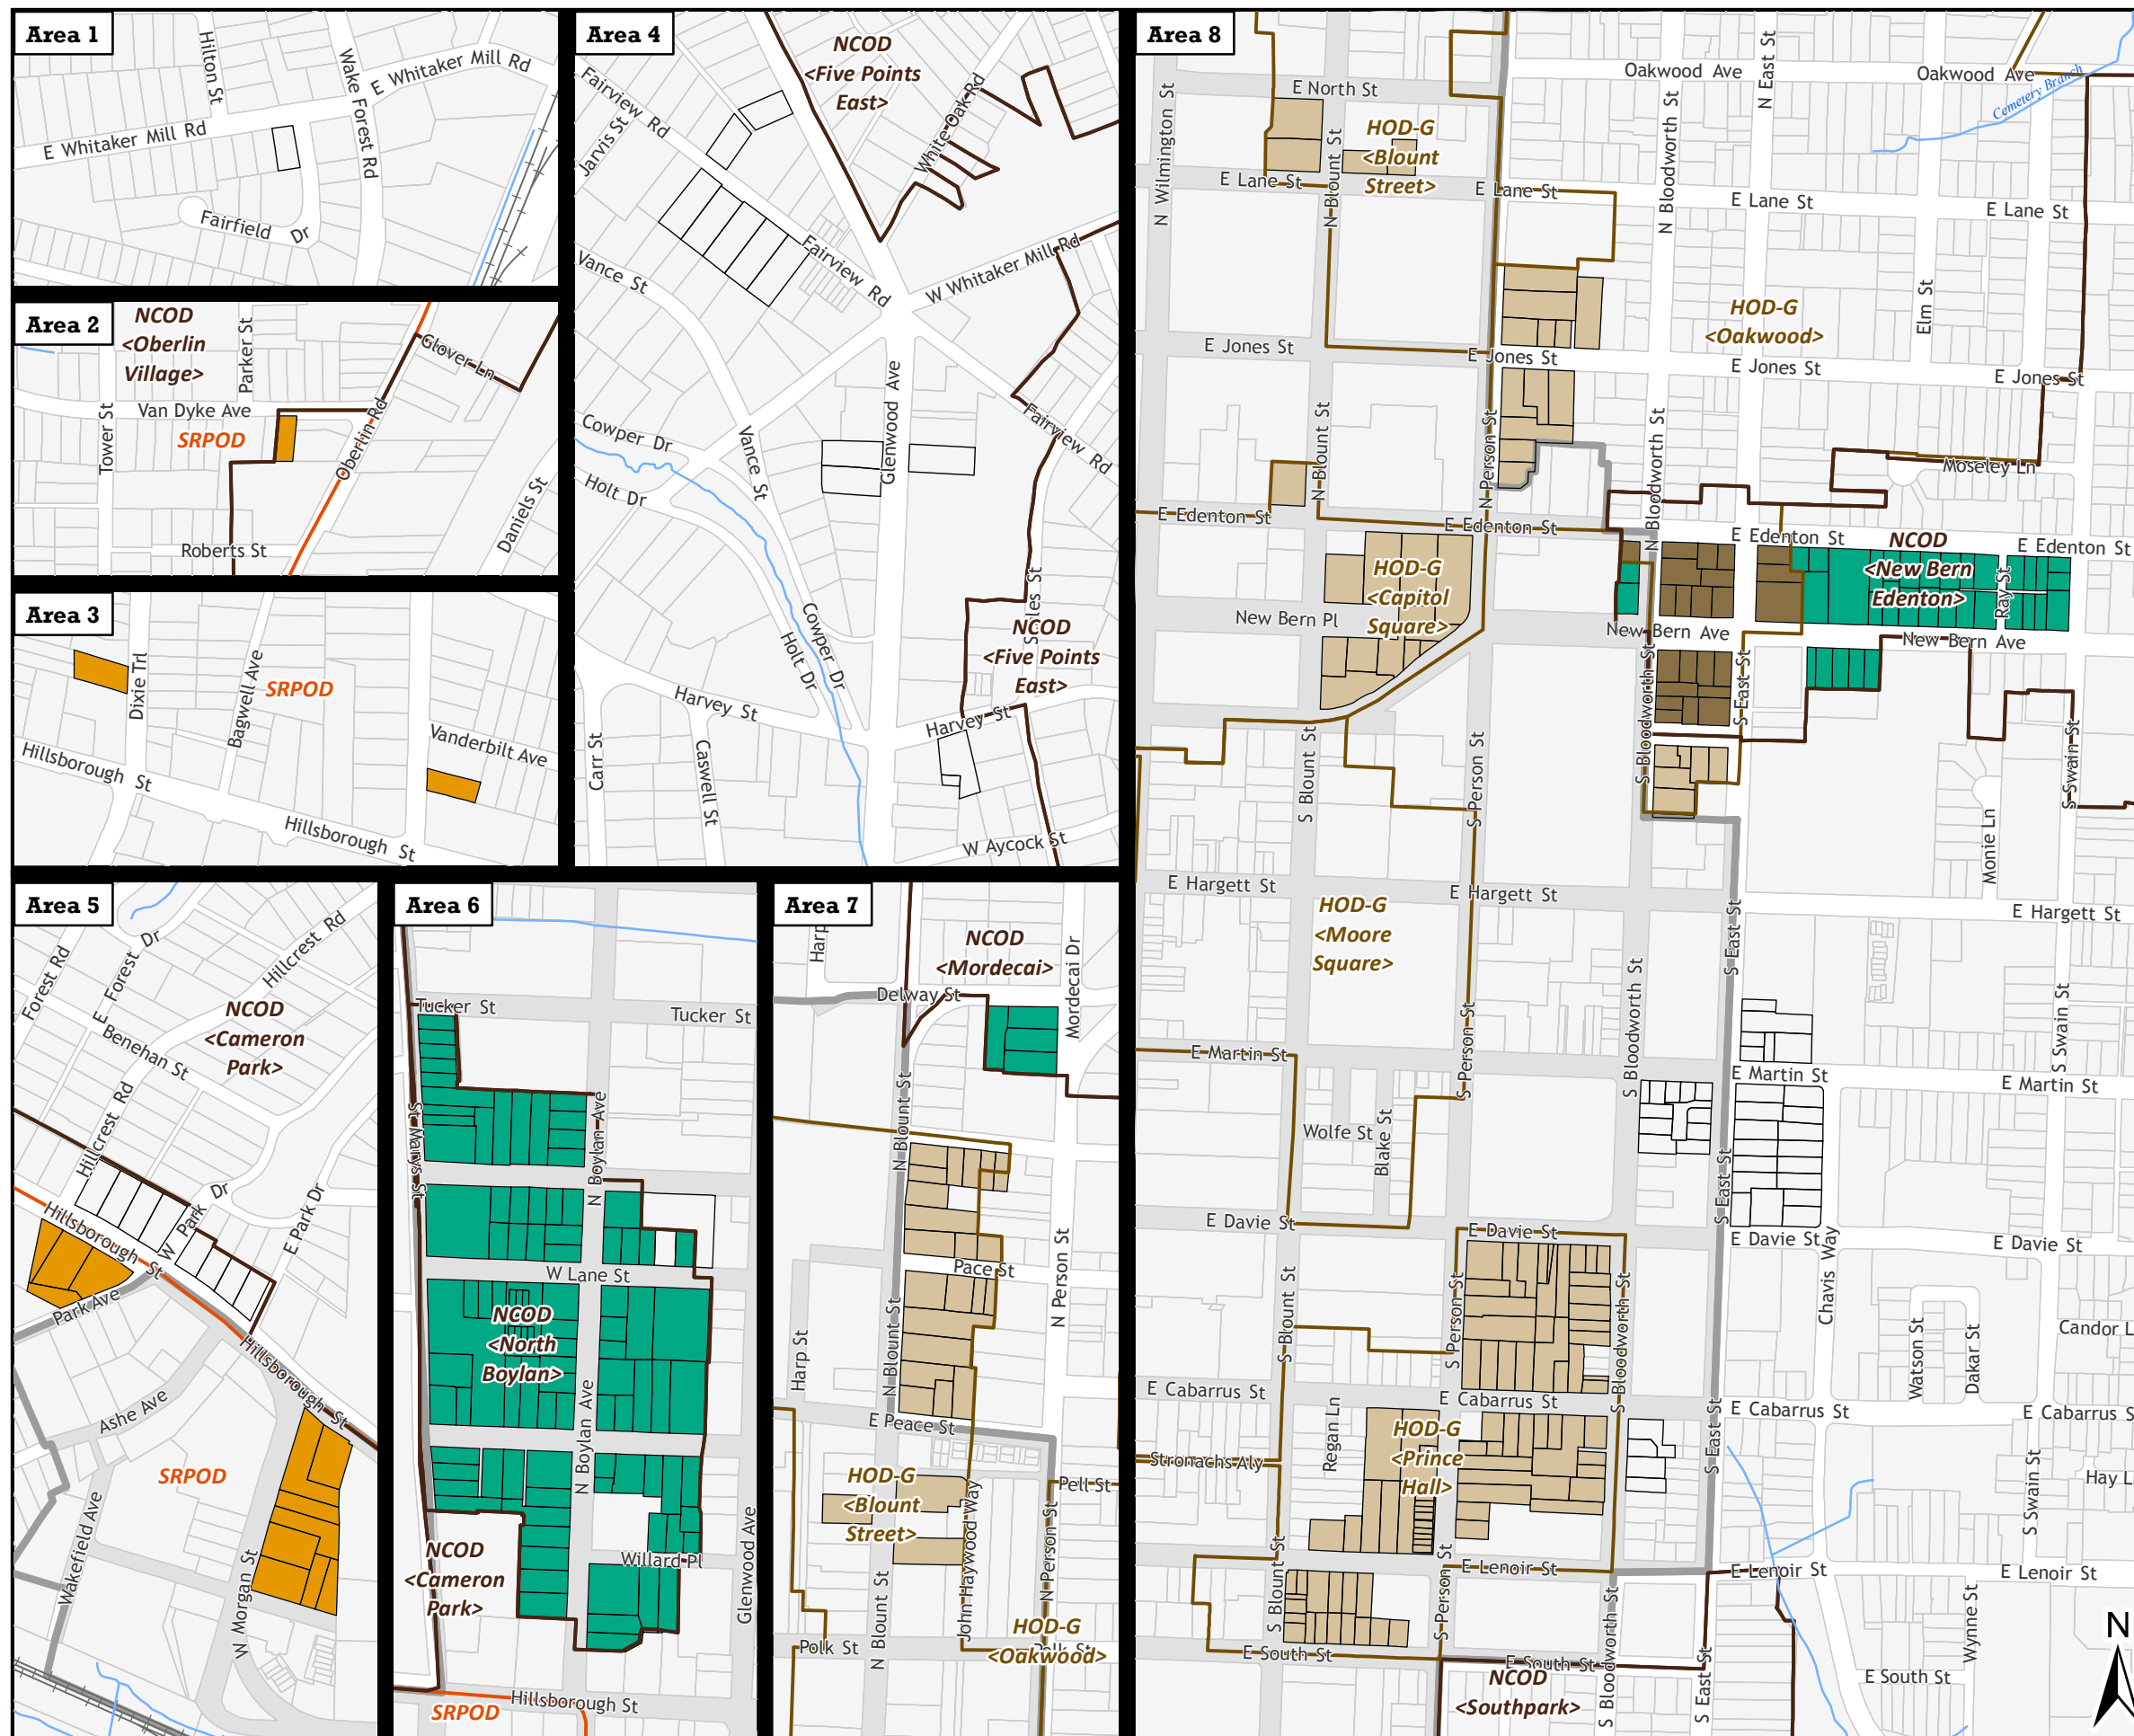 Area 1
Hilton St
Wake Forest Rd
E Whitaker Mill Rd
E Whitaker Mill Rd
Fairfield Dr
Area 2
NCOD
<Oberlin
Village>
Parker St
Glover Ln
Van Dyke Ave
SRPOD
Tower St
Oberlin Rd
Daniels St
Roberts St
Area 3
Dixie Trl
Bagwell Ave
SRPOD
Vanderbilt Ave
Hillsborough St
Hillsborough St
Area 4
NCOD
<Five Points
East>
Fairview Rd
Jarvis St
White Oak Rd
Fairview Rd
W Whitaker Mill Rd
Vance St
Glenwood Ave
Fairview Rd
Cowper Dr
Vance St
Holt Dr
Cowper Dr
Holt Dr
NCOD
<Five Points
East>
Harvey St
Harvey St
Carr St
Caswell St
W Aycock St
Area 5
Forest Rd
E Forest Dr
Hillcrest Rd
NCOD
<Cameron
Park>
Benehan St
Hillcrest Rd
W Park Dr
E Park Dr
Hillsborough St
Park Ave
Hillsborough St
Ashe Ave
SRPOD
Wakefield Ave
N Morgan St
Area 6
Tucker St
Tucker St
St Marys St
N Boylan Ave
W Lane St
NCOD
<North
Boylan>
N Boylan Ave
NCOD
<Cameron
Park>
Willard Pl
Glenwood Ave
SRPOD
Hillsborough St
Area 7
Harp
NCOD
<Mordecai>
Mordecai Dr
Delway St
N Blount St
Pace St
N Person St
Harp St
N Blount St
E Peace St
HOD-G
<Blount
Street>
Pell St
John Haywood Way
N Person St
N Blount St
HOD-G
<Oakwood>
Polk St
Polk St
Area 8
N Wilmington St
E North St
HOD-G
<Blount
Street>
N Blount St
E Lane St
E Lane St
Oakwood Ave
N East St
Oakwood Ave
Cemetery Branch
N Bloodworth St
E Lane St
E Lane St
HOD-G
<Oakwood>
Elm St
E Jones St
E Jones St
E Jones St
E Jones St
N Blount St
N Person St
N Bloodworth St
Moseley Ln
E Edenton St
E Edenton St
E Edenton St
E Edenton St
HOD-G
<Capitol
Square>
NCOD
<New Bern
Edenton>
Ray St
New Bern Pl
New Bern Ave
New Bern Ave
S Blount St
S Person St
S Bloodworth St
S East St
S Swain St
Monie Ln
E Hargett St
E Hargett St
E Hargett St
HOD-G
<Moore
Square>
S East St
S Bloodworth St
S Person St
S Swain St
E Martin St
E Martin St
E Martin St
Wolfe St
Blake St
S East St
E Davie St
E Davie St
E Davie St
E Davie St
Chavis Way
S Blount St
S Person St
S Bloodworth St
Watson St
Dakar St
Candor L
E Cabarrus St
E Cabarrus St
E Cabarrus St
E Cabarrus S
Regan Ln
HOD-G
<Prince
Hall>
S East St
Stronachs Aly
S Swain St
Hay L
S Blount St
S Person St
E Lenoir St
E Lenoir St
E Lenoir St
S Bloodworth St
S East St
Wynne St
E South St
E South St
E South St
NCOD
<Southpark>
N